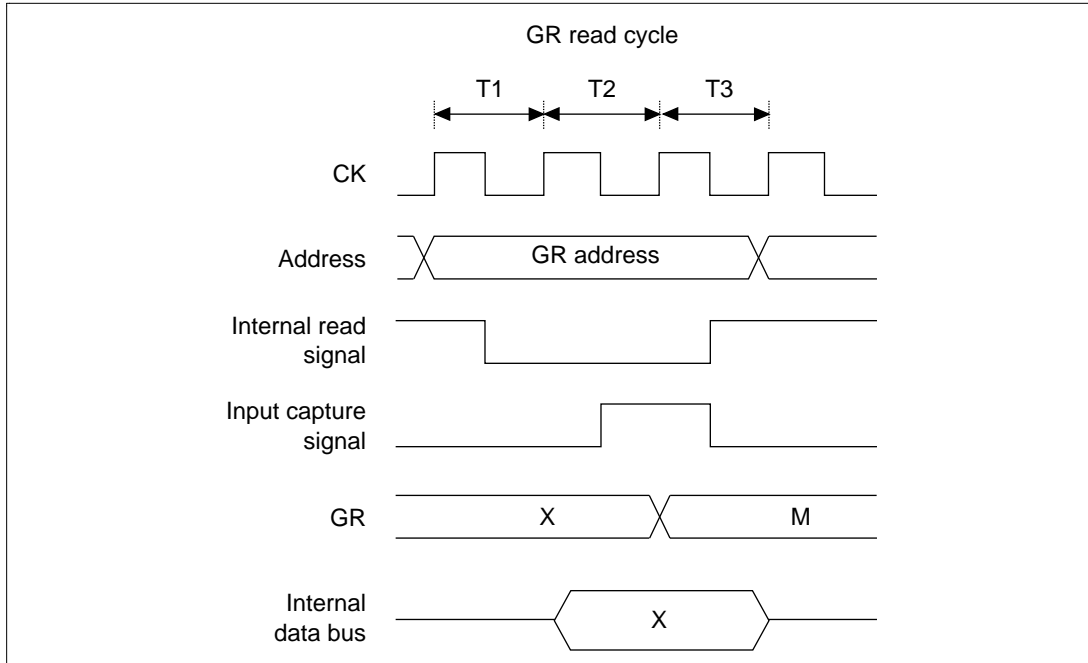 GR read cycle
T1 T2 T3
CK
Address
GR address
Internal read
signal
Input capture
signal
GR
X
M
Internal
data bus
X